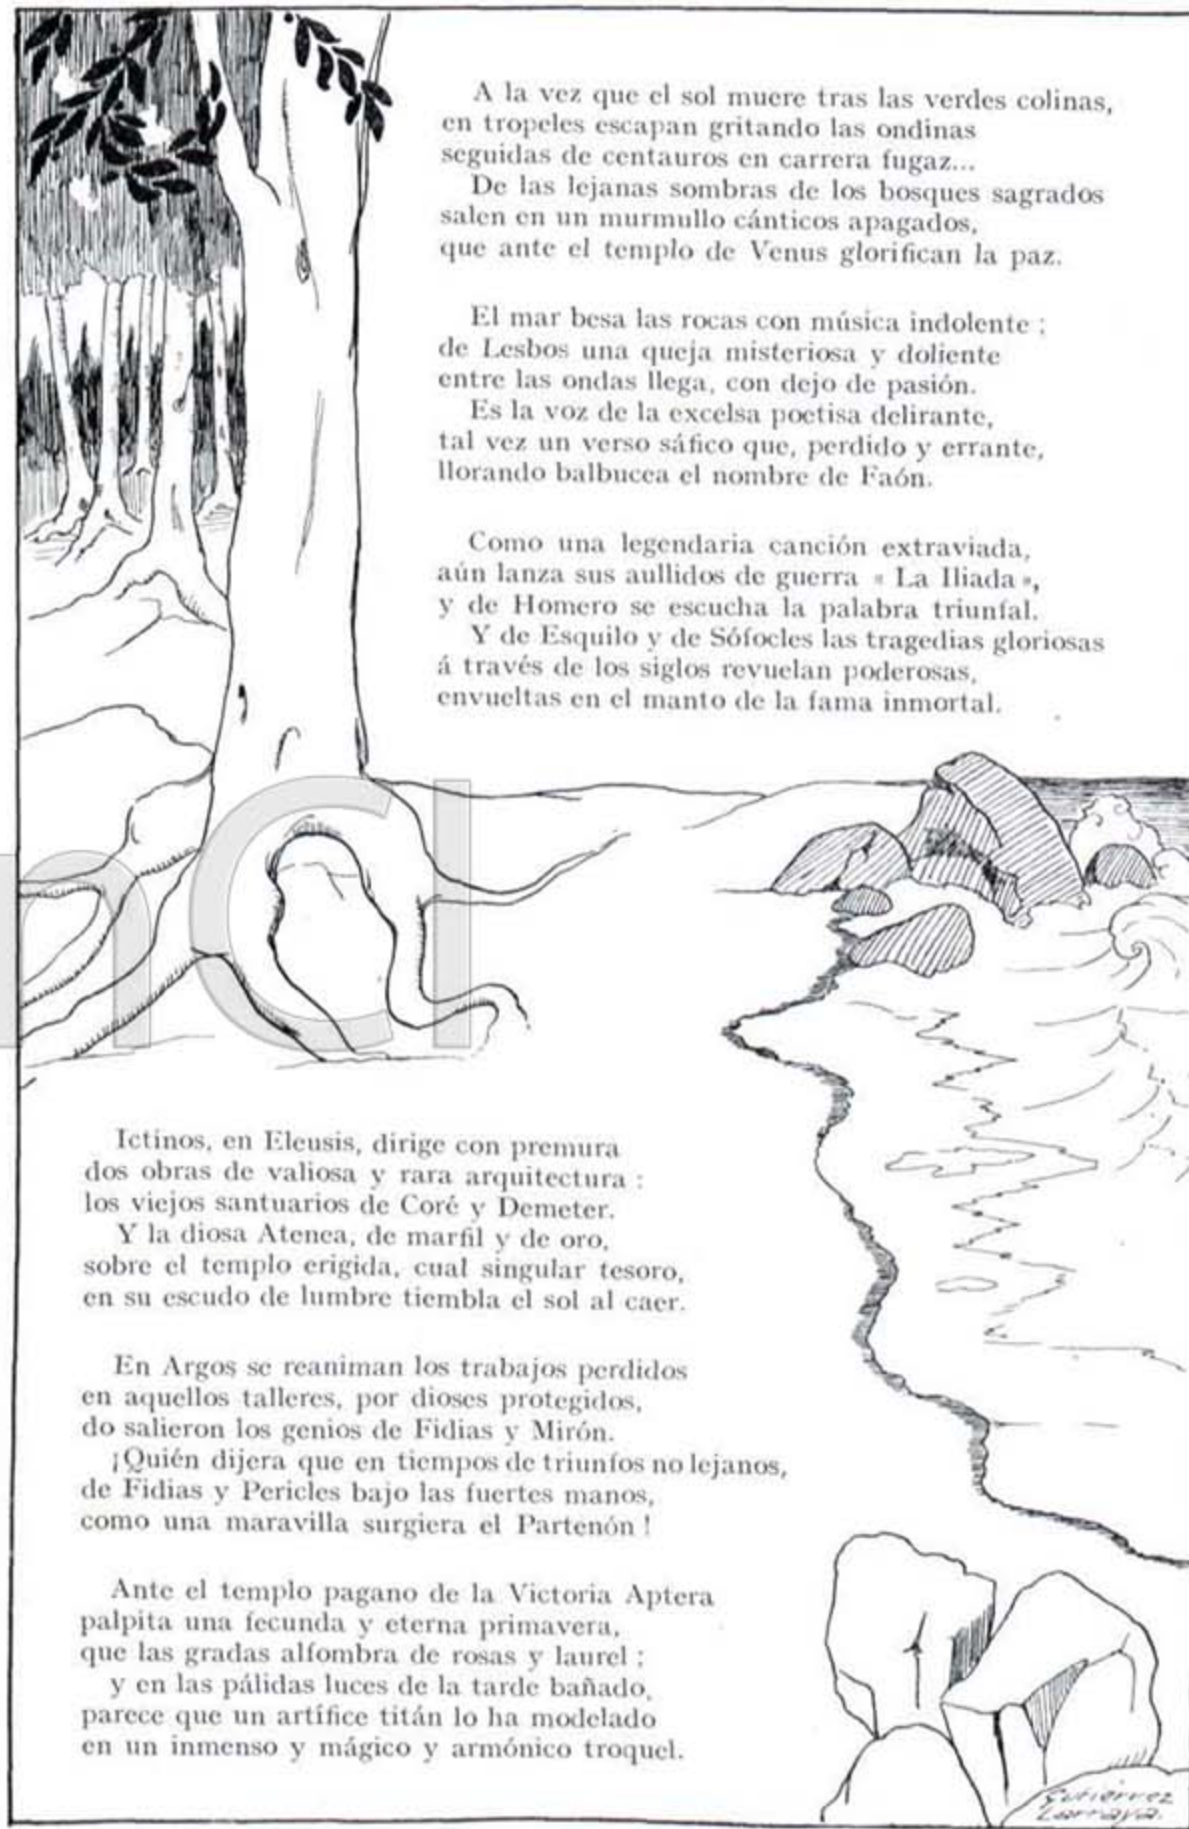 A la vez que el sol muere tras las verdes colinas,
en tropeles escapan gritando las ondinas
seguidas de centauros en carrera fugaz...
De las lejanas sombras de los bosques sagrados
salen en un murmullo cánticos apagados,
que ante el templo de Venus glorifican la paz.
El mar besa las rocas con música indolente ;
de Lesbos una queja misteriosa y doliente
entre las ondas llega, con dejo de pasión.
Es la voz de la excelsa poetisa delirante,
tal vez un verso sáfico que, perdido y errante,
llorando balbucea el nombre de Faón.
Como una legendaria canción extraviada,
aún lanza sus aullidos de guerra « La Iliada »,
y de Homero se escucha la palabra triunfal.
Y de Esquilo y de Sófocles las tragedias gloriosas
á través de los siglos revuelan poderosas,
envueltas en el manto de la fama inmortal.
Ictinos, en Eleusis, dirige con premura
dos obras de valiosa y rara arquitectura :
los viejos santuarios de Coré y Demeter.
Y la diosa Atenea, de marfil y de oro,
sobre el templo erigida, cual singular tesoro,
en su escudo de lumbre tiembla el sol al caer.
En Argos se reaniman los trabajos perdidos
en aquellos talleres, por dioses protegidos,
do salieron los genios de Fidias y Mirón.
¡Quién dijera que en tiempos de triunfos no lejanos,
de Fidias y Pericles bajo las fuertes manos,
como una maravilla surgiera el Partenón !
Ante el templo pagano de la Victoria Aptera
palpita una fecunda y eterna primavera,
que las gradas alfombra de rosas y laurel ;
y en las pálidas luces de la tarde bañado,
parece que un artífice titán lo ha modelado
en un inmenso y mágico y armónico troquel.
Gutiérrez
Larraya.